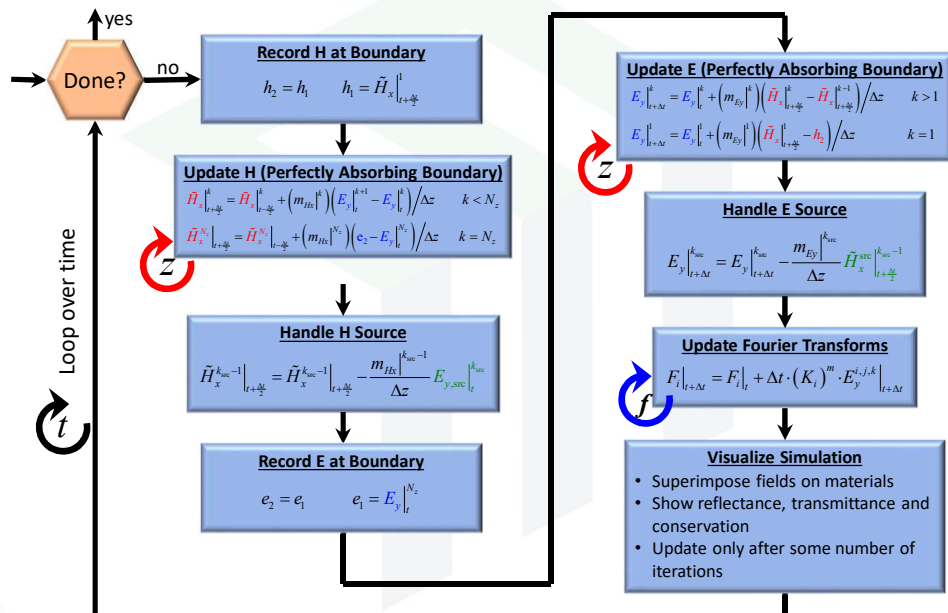 yes
Done?
no
Loop over time
t
Record H at Boundary
h₂ = h₁ h₁ = H̃ₓ|¹_{t+Δt/2}
Update H (Perfectly Absorbing Boundary)
H̃ₓ|ᵏ_{t+Δt/2} = H̃ₓ|ᵏ_{t-Δt/2} + (m_{Hx}|ᵏ)(E_y|ᵏ⁺¹_t − E_y|ᵏ_t)/Δz k < N_z
H̃ₓ^{N_z}|_{t+Δt/2} = H̃ₓ^{N_z}|_{t-Δt/2} + (m_{Hx}|^{N_z})(e₂ − E_y|^{N_z}_t)/Δz k = N_z
z
Handle H Source
H̃ₓ^{k_src−1}|_{t+Δt/2} = H̃ₓ^{k_src−1}|_{t+Δt/2} − m_{Hx}|^{k_src−1}/Δz E_{y,src}|^{k_src}_t
Record E at Boundary
e₂ = e₁ e₁ = E_y|^{N_z}_t
Update E (Perfectly Absorbing Boundary)
E_y|ᵏ_{t+Δt} = E_y|ᵏ_t + (m_{Ey}|ᵏ)(H̃ₓ|ᵏ_{t+Δt/2} − H̃ₓ|ᵏ⁻¹_{t+Δt/2})/Δz k > 1
E_y|¹_{t+Δt} = E_y|¹_t + (m_{Ey}|¹)(H̃ₓ|¹_{t+Δt/2} − h₂)/Δz k = 1
z
Handle E Source
E_y|^{k_src}_{t+Δt} = E_y|^{k_src}_{t+Δt} − m_{Ey}|^{k_src}/Δz H̃ₓ^{src}|^{k_src−1}_{t+Δt/2}
Update Fourier Transforms
F_i|_{t+Δt} = F_i|_t + Δt·(K_i)^m·E_y^{i,j,k}|_{t+Δt}
f
Visualize Simulation
• Superimpose fields on materials
• Show reflectance, transmittance and
conservation
• Update only after some number of
iterations